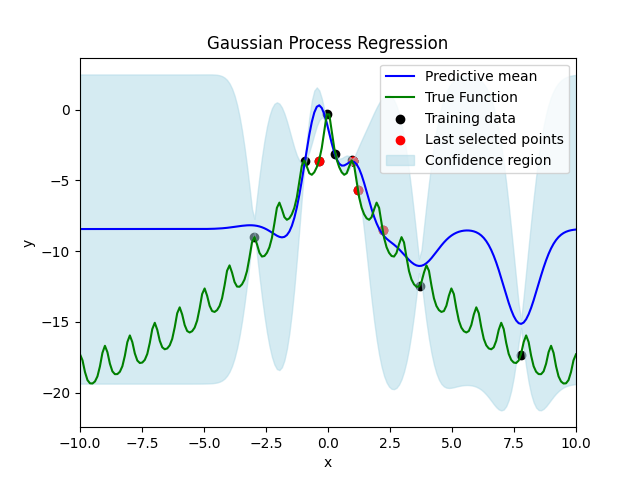 Gaussian Process Regression
Predictive mean
True Function
Training data
Last selected points
Confidence region
y
0
−5
−10
−15
−20
−10.0 −7.5 −5.0 −2.5 0.0 2.5 5.0 7.5 10.0
x